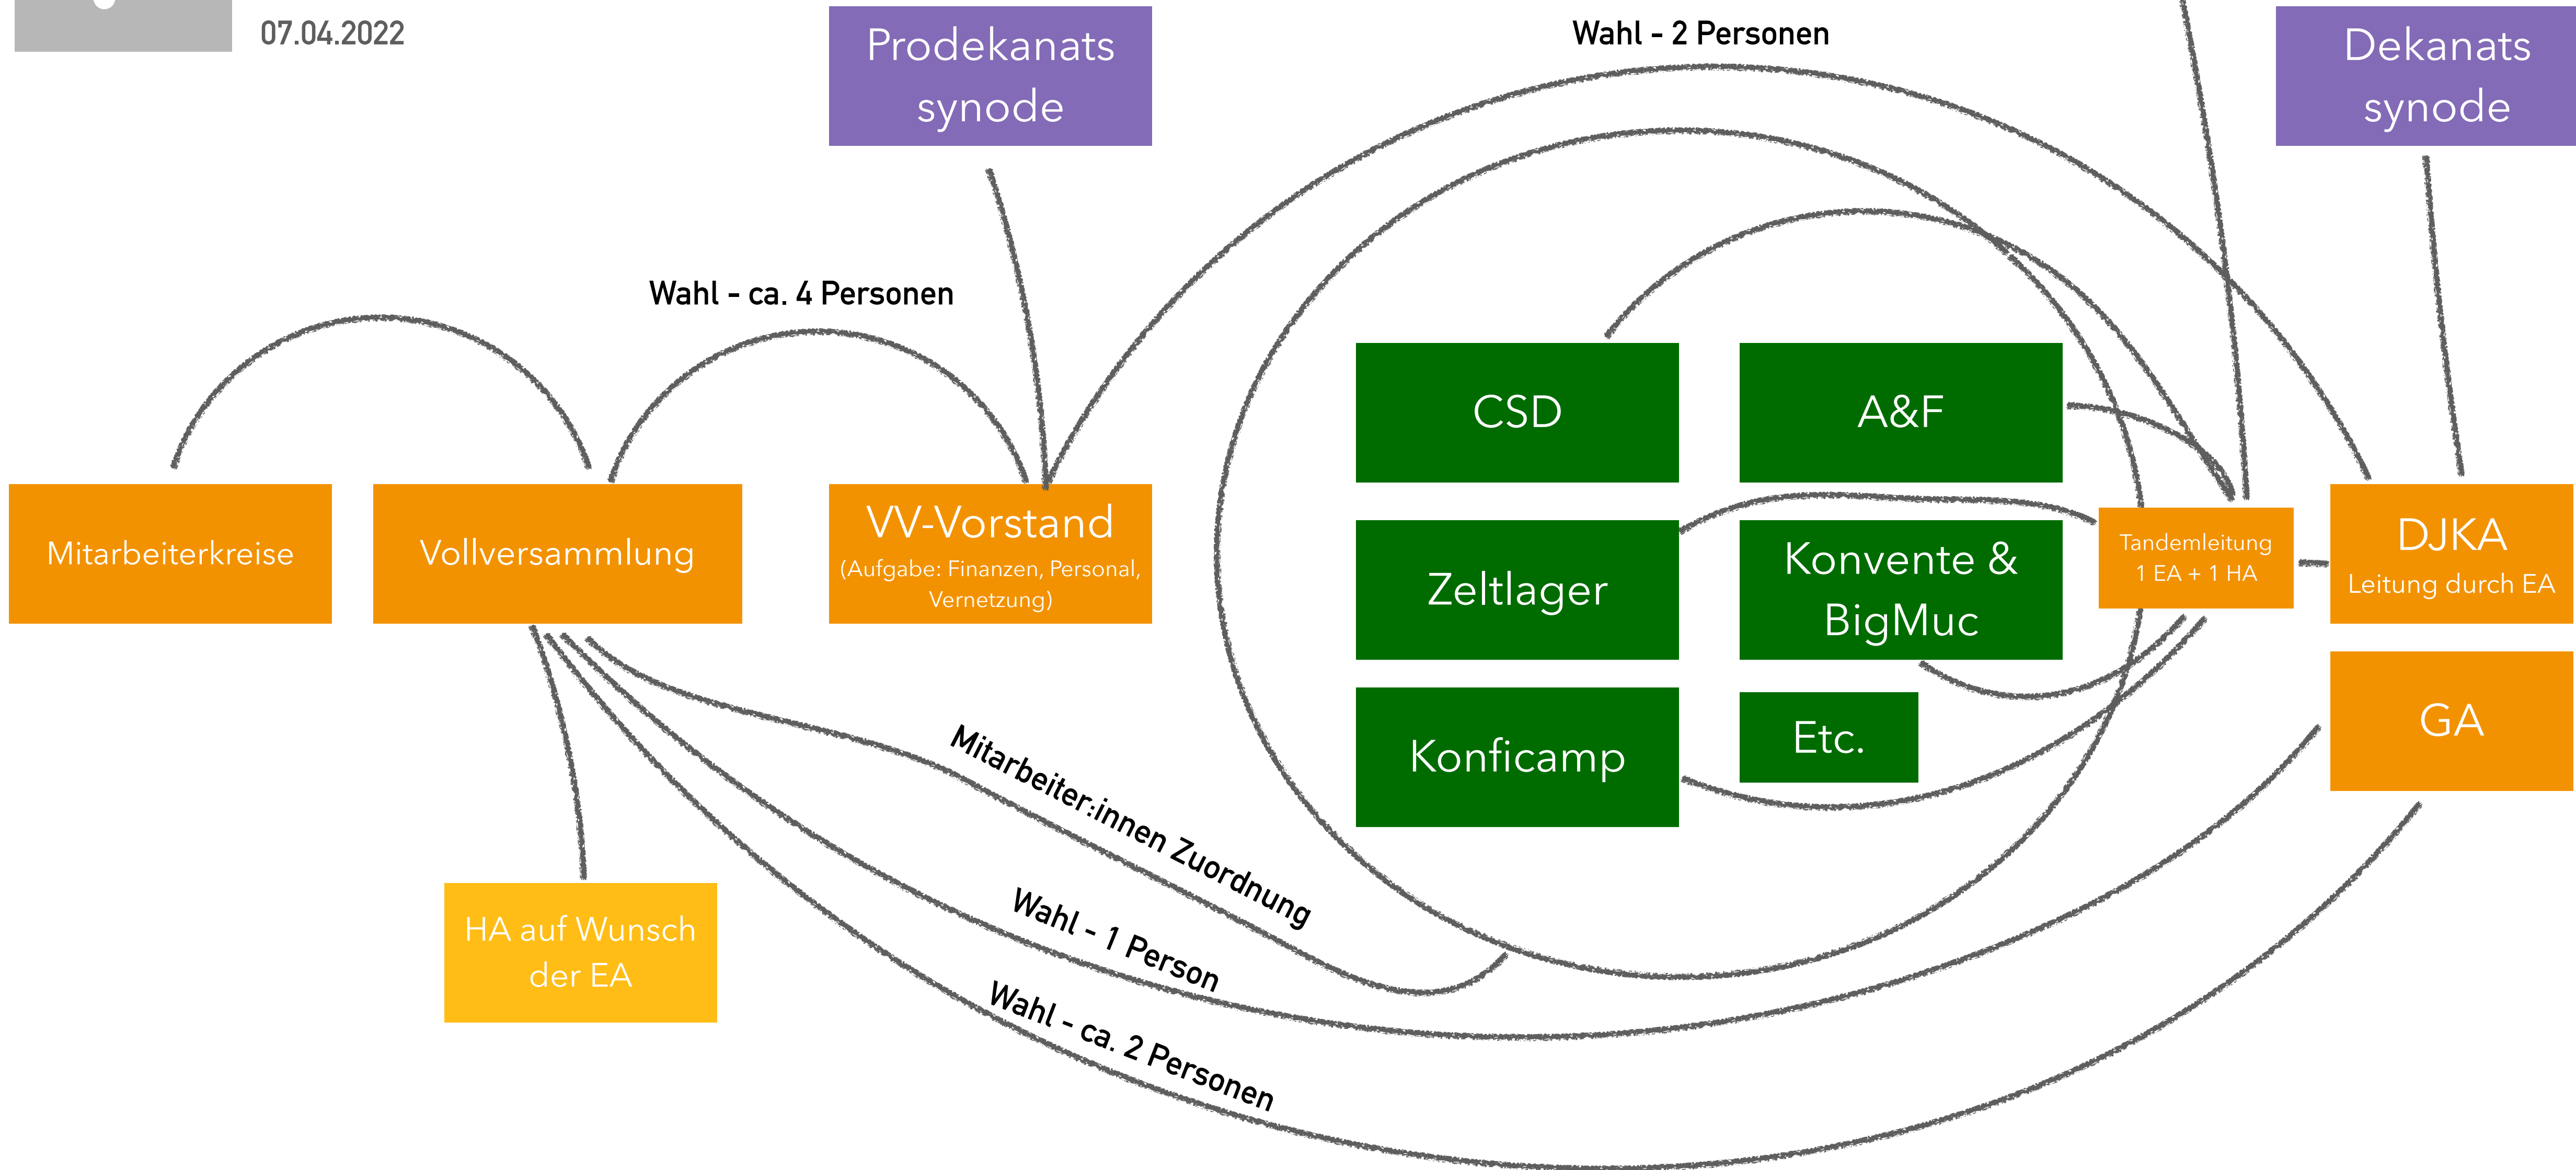 07.04.2022
Prodekanats
synode
Wahl - 2 Personen
Dekanats
synode
Wahl - ca. 4 Personen
Mitarbeiterkreise
Vollversammlung
VV-Vorstand
(Aufgabe: Finanzen, Personal,
Vernetzung)
CSD
A&F
Zeltlager
Konvente &
BigMuc
Konficamp
Etc.
Tandemleitung
1 EA + 1 HA
DJKA
Leitung durch EA
GA
HA auf Wunsch
der EA
Mitarbeiter:innen Zuordnung
Wahl - 1 Person
Wahl - ca. 2 Personen